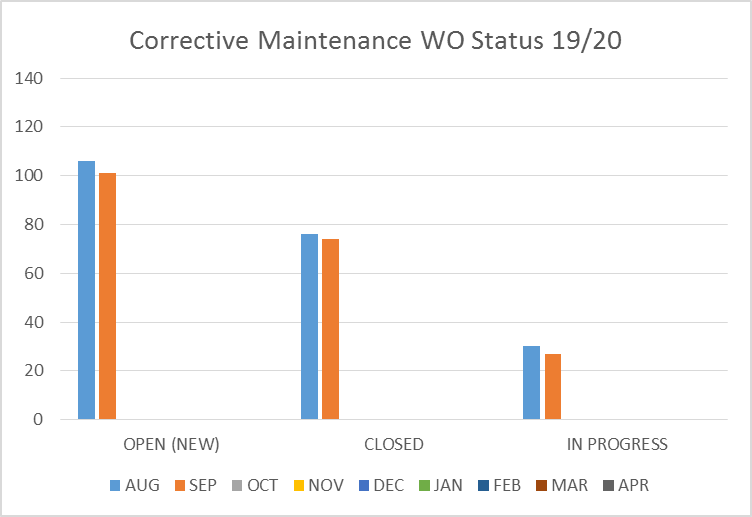 Corrective Maintenance WO Status 19/20
140
120
100
80
60
40
20
0
OPEN (NEW) CLOSED IN PROGRESS
AUG SEP OCT NOV DEC JAN FEB MAR APR